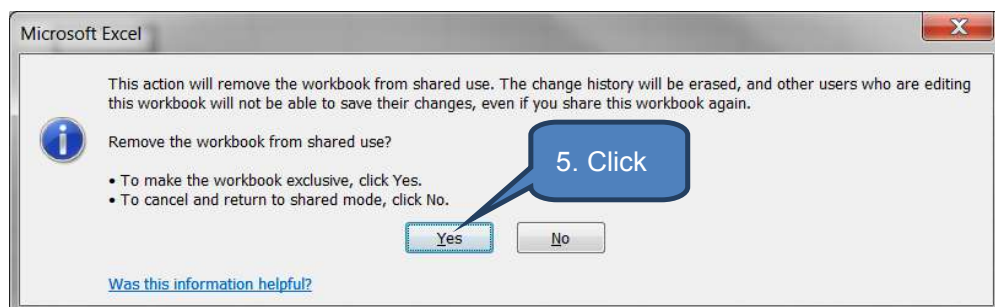 Microsoft Excel
X
This action will remove the workbook from shared use. The change history will be erased, and other users who are editing
this workbook will not be able to save their changes, even if you share this workbook again.
Remove the workbook from shared use?
5. Click
• To make the workbook exclusive, click Yes.
• To cancel and return to shared mode, click No.
Yes No
Was this information helpful?